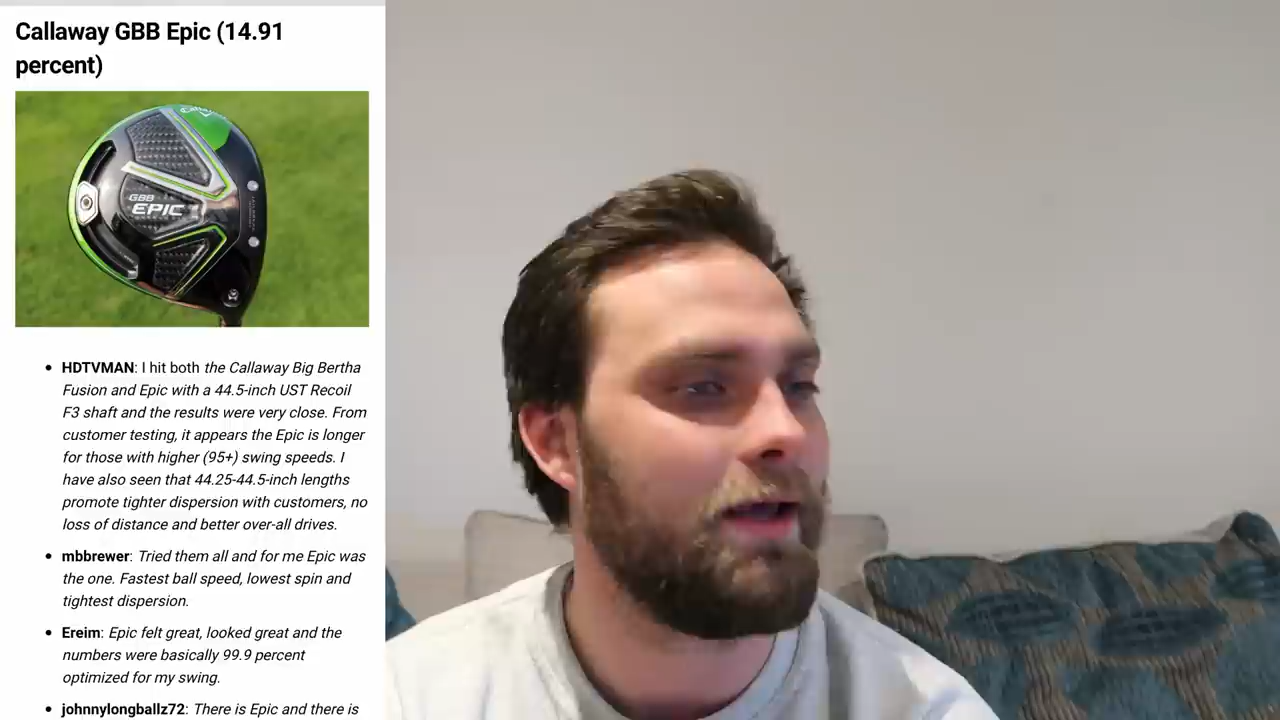 Callaway GBB Epic (14.91
percent)
GBB
EPIC
HDTVMAN: I hit both the Callaway Big Bertha
Fusion and Epic with a 44.5-inch UST Recoil
F3 shaft and the results were very close. From
customer testing, it appears the Epic is longer
for those with higher (95+) swing speeds. I
have also seen that 44.25-44.5-inch lengths
promote tighter dispersion with customers, no
loss of distance and better over-all drives.
mbbrewer: Tried them all and for me Epic was
the one. Fastest ball speed, lowest spin and
tightest dispersion.
Ereim: Epic felt great, looked great and the
numbers were basically 99.9 percent
optimized for my swing.
johnnylongballz72: There is Epic and there is